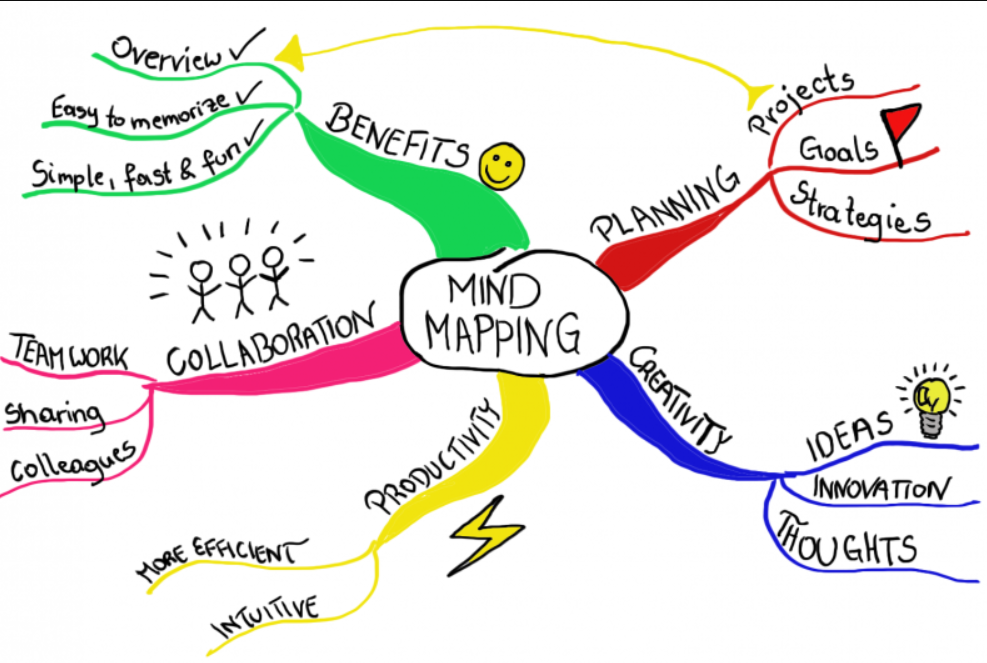 MIND
MAPPING
BENEFITS
Overview
Easy to memorize
Simple, fast & fun
PLANNING
Projects
Goals
Strategies
CREATIVITY
IDEAS
INNOVATION
THOUGHTS
PRODUCTIVITY
MORE EFFICIENT
INTUITIVE
COLLABORATION
TEAMWORK
Sharing
Colleagues